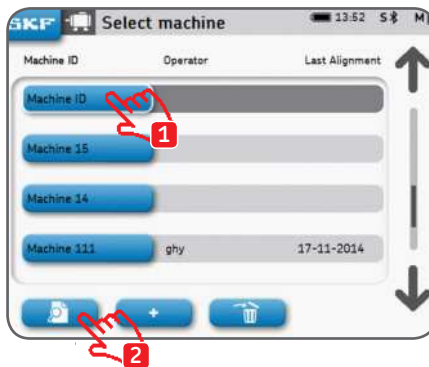 SKF Select machine 13:52 S M
Machine ID Operator Last Alignment
Machine ID
1
Machine 15
Machine 14
Machine 111 ghy 17-11-2014
+
2